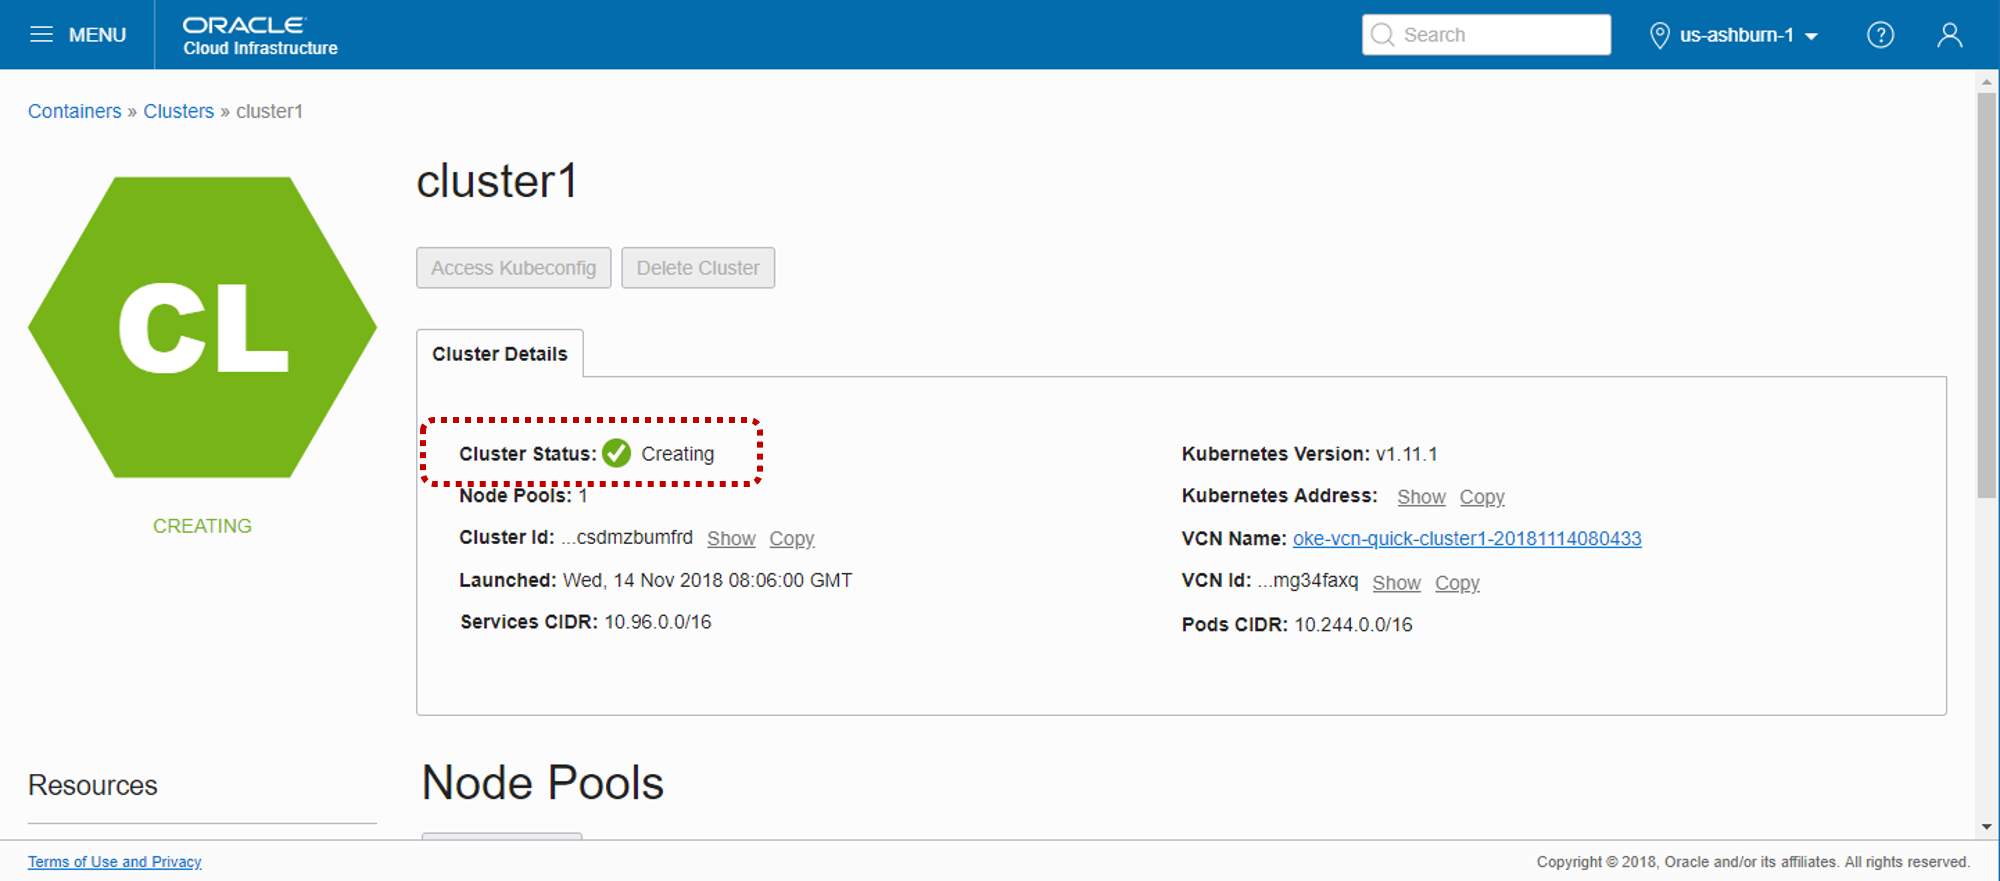 MENU
ORACLE
Cloud Infrastructure
Search
us-ashburn-1
?
Containers » Clusters » cluster1
CL
CREATING
cluster1
Access Kubeconfig
Delete Cluster
Cluster Details
Cluster Status: Creating
Node Pools: 1
Cluster Id: ...csdmzbumfrd Show Copy
Launched: Wed, 14 Nov 2018 08:06:00 GMT
Services CIDR: 10.96.0.0/16
Kubernetes Version: v1.11.1
Kubernetes Address: Show Copy
VCN Name: oke-vcn-quick-cluster1-20181114080433
VCN Id: ...mg34faxq Show Copy
Pods CIDR: 10.244.0.0/16
Resources
Node Pools
Terms of Use and Privacy
Copyright © 2018, Oracle and/or its affiliates. All rights reserved.